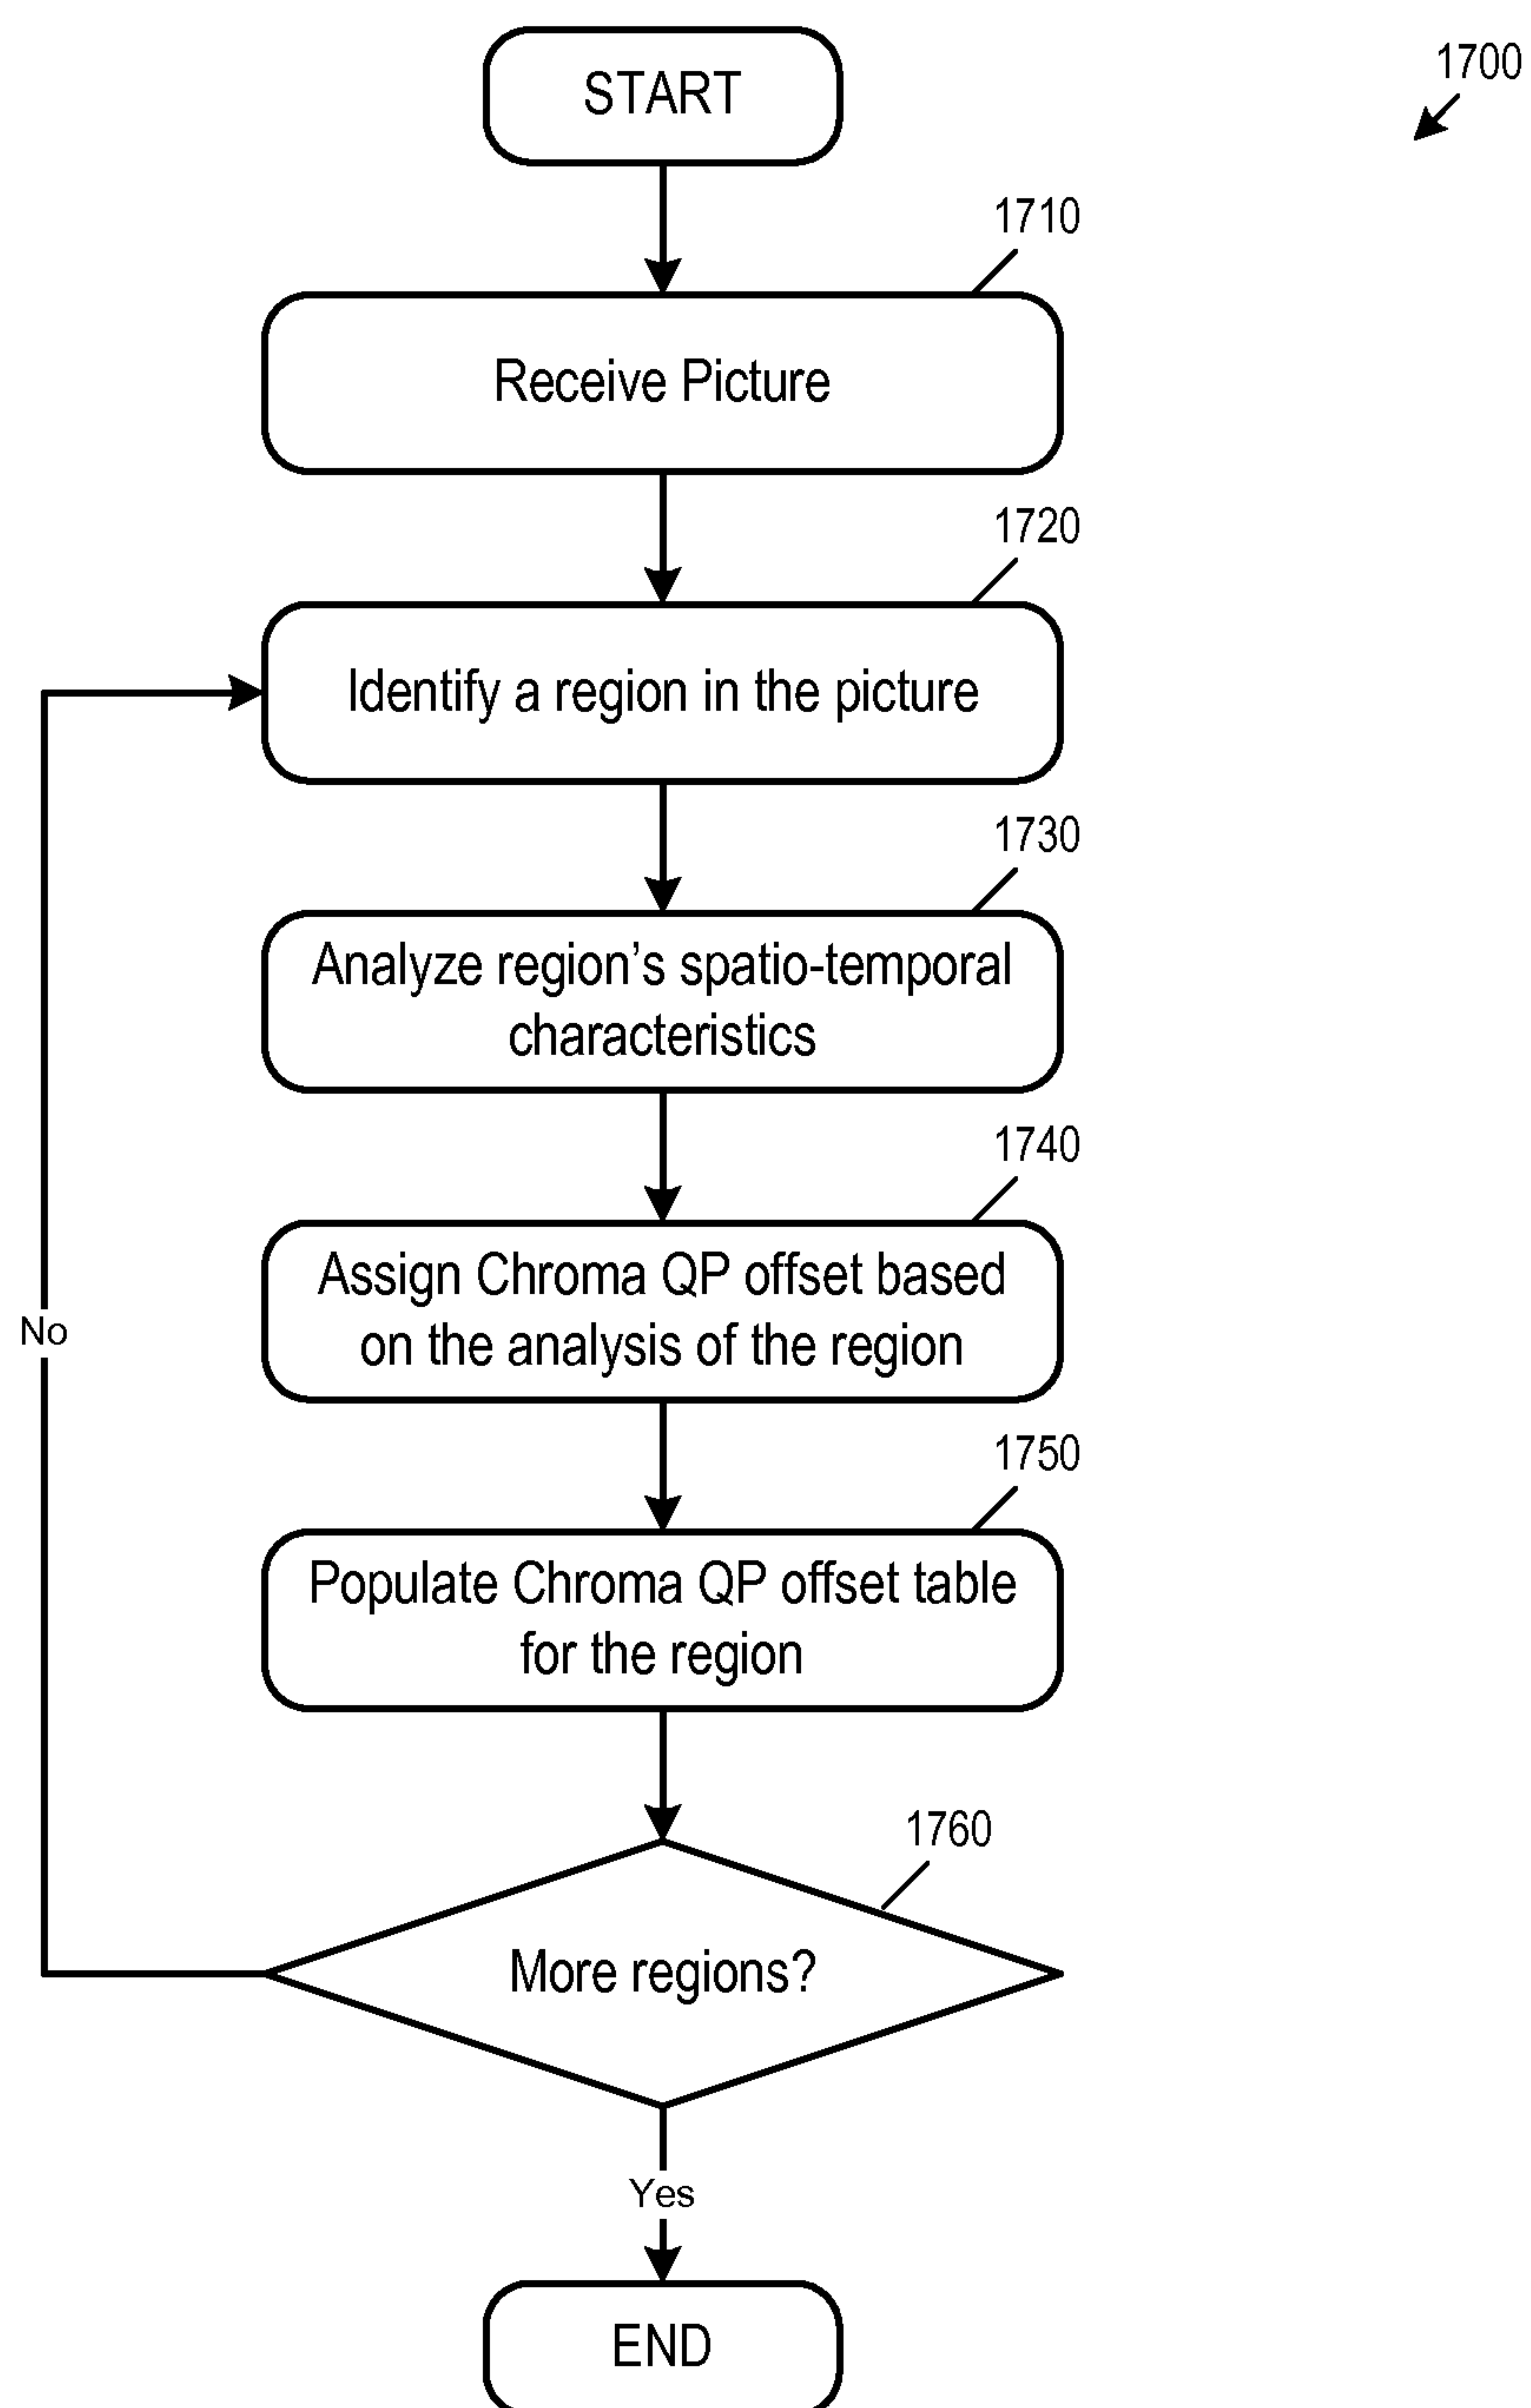 START
1700
1710
Receive Picture
1720
Identify a region in the picture
1730
Analyze region's spatio-temporal
characteristics
1740
Assign Chroma QP offset based
on the analysis of the region
No
1750
Populate Chroma QP offset table
for the region
1760
More regions?
Yes
END